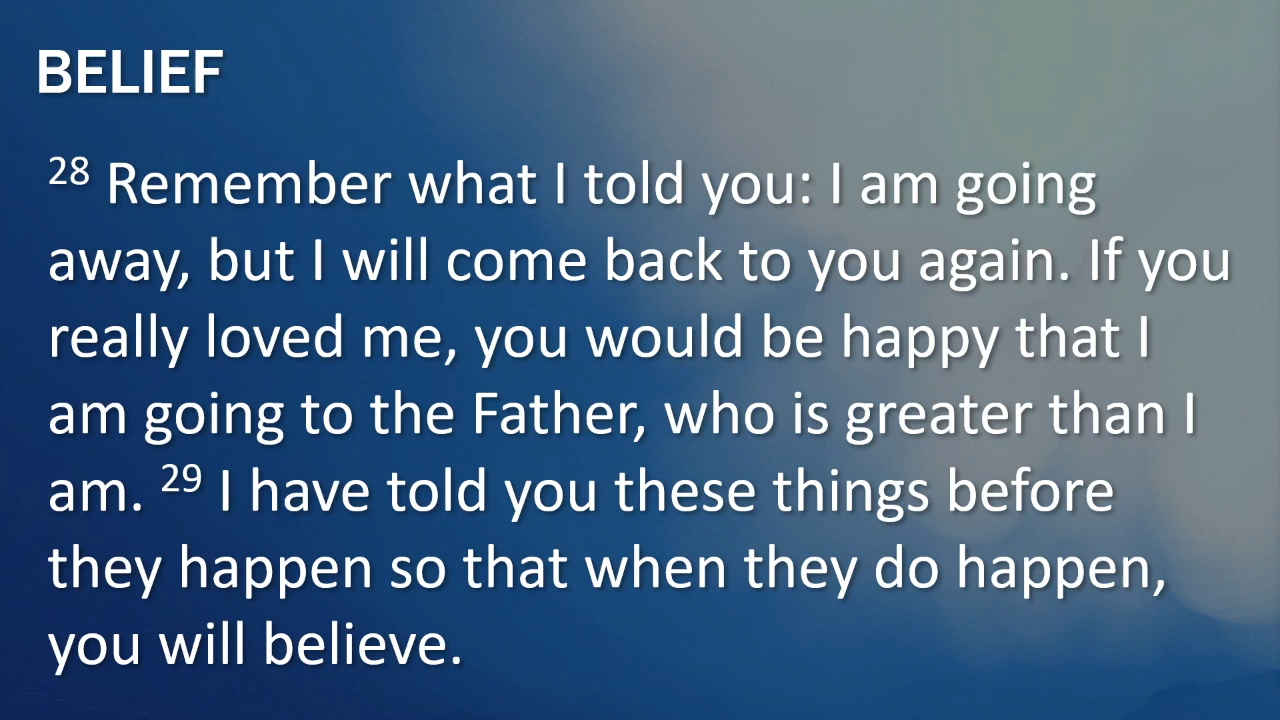 BELIEF
28 Remember what I told you: I am going
away, but I will come back to you again. If you
really loved me, you would be happy that I
am going to the Father, who is greater than I
am. 29 I have told you these things before
they happen so that when they do happen,
you will believe.